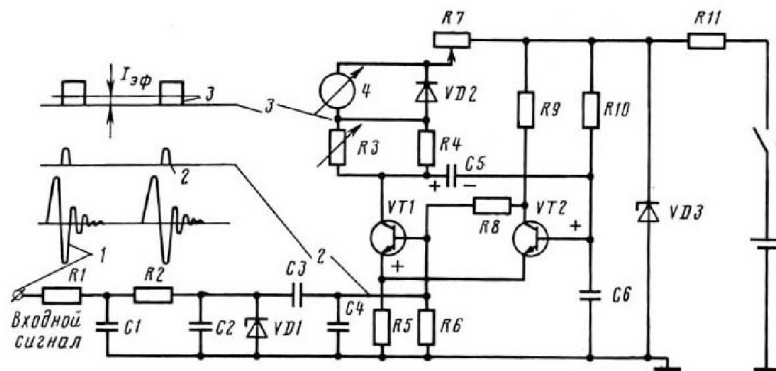 R7
R11
Iэф
3
3
4
VD2
R9
R10
R3
R4
C5
+ −
2
VT1
VT2
R8
+
+
VD3
1
2
R1
R2
C3
C6
Входной
сигнал
C1
C2
VD1
C4
R5
R6